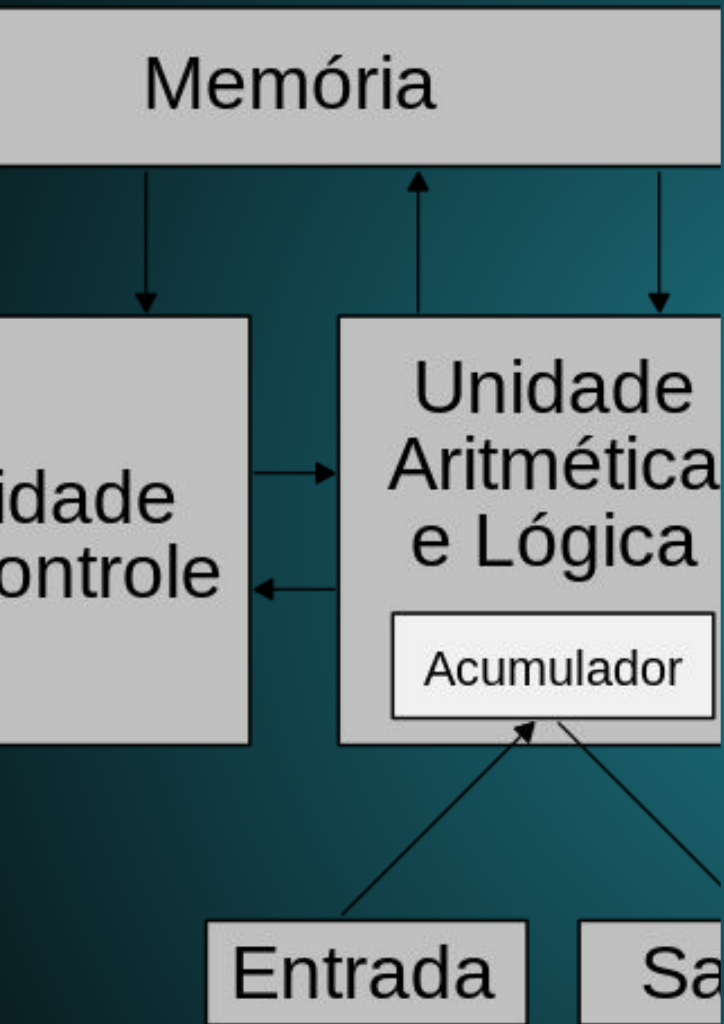 Memória
idade
ontrole
Unidade
Aritmética
e Lógica
Acumulador
Entrada
Sa